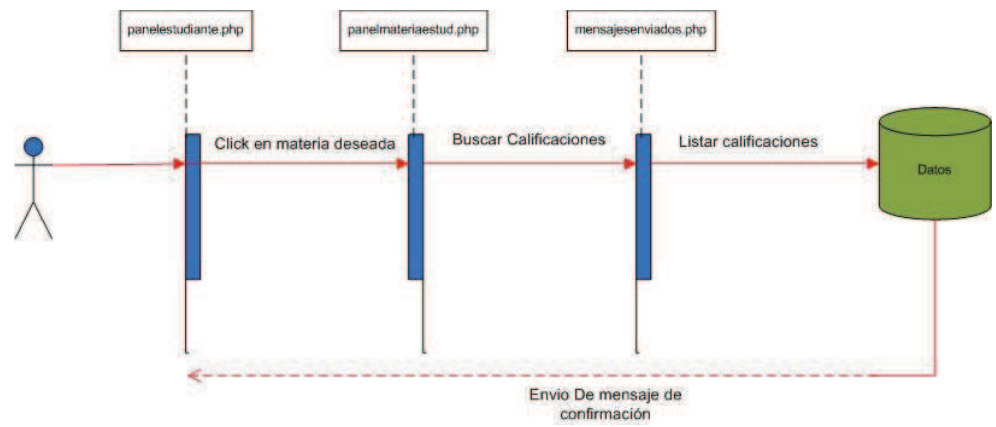 panelestudiante.php
panelmateriaestud.php
mensajesenviados.php
Click en materia deseada
Buscar Calificaciones
Listar calificaciones
Datos
Envio De mensaje de
confirmación